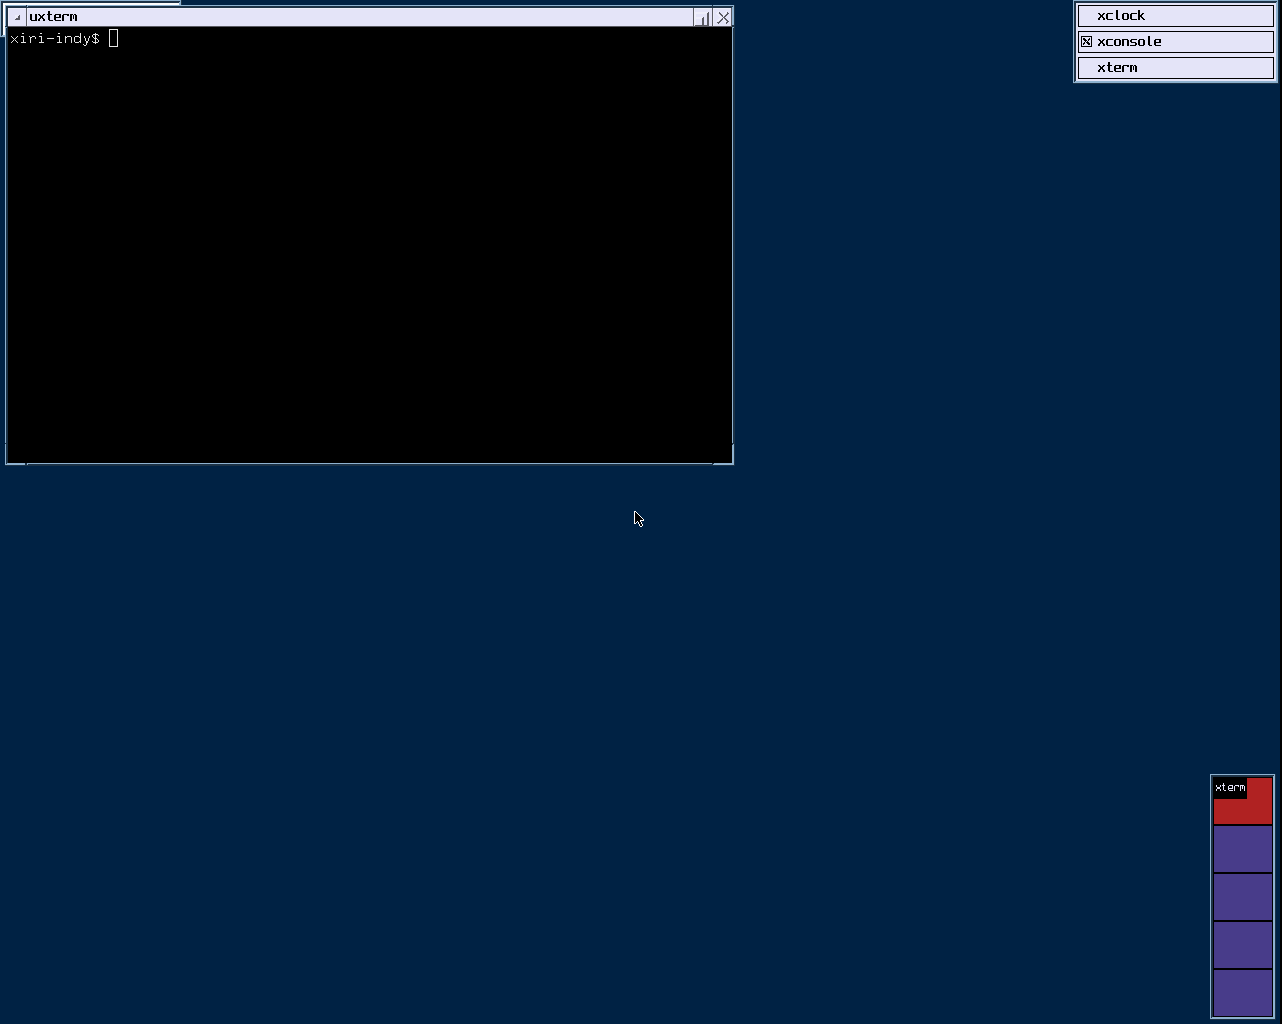 uxterm
xiri-indy$
xclock
xconsole
xterm
xterm